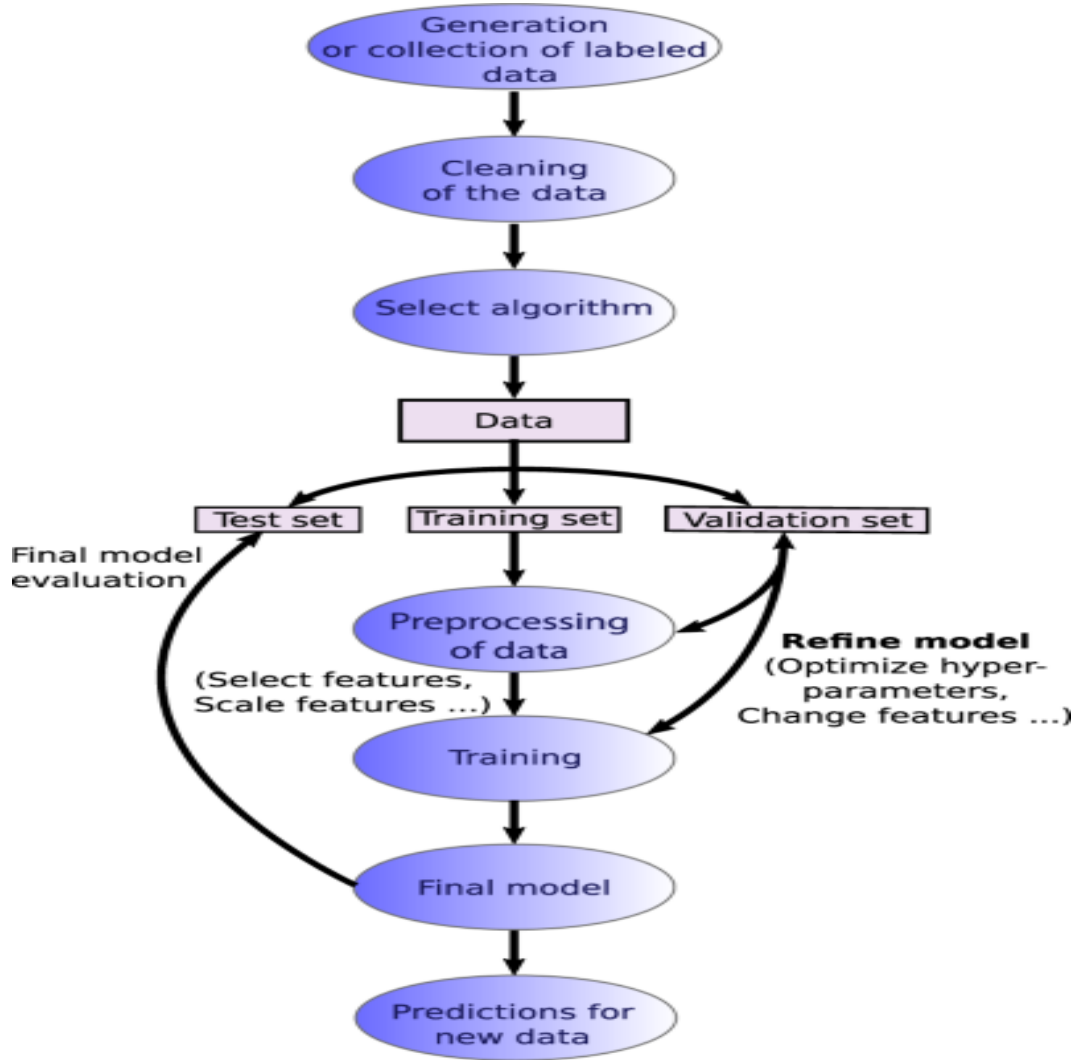 Generation
or collection of labeled
data
Cleaning
of the data
Select algorithm
Data
Test set
Training set
Validation set
Final model
evaluation
Preprocessing
of data
(Select features,
Scale features ...)
Refine model
(Optimize hyper-
parameters,
Change features ...)
Training
Final model
Predictions for
new data